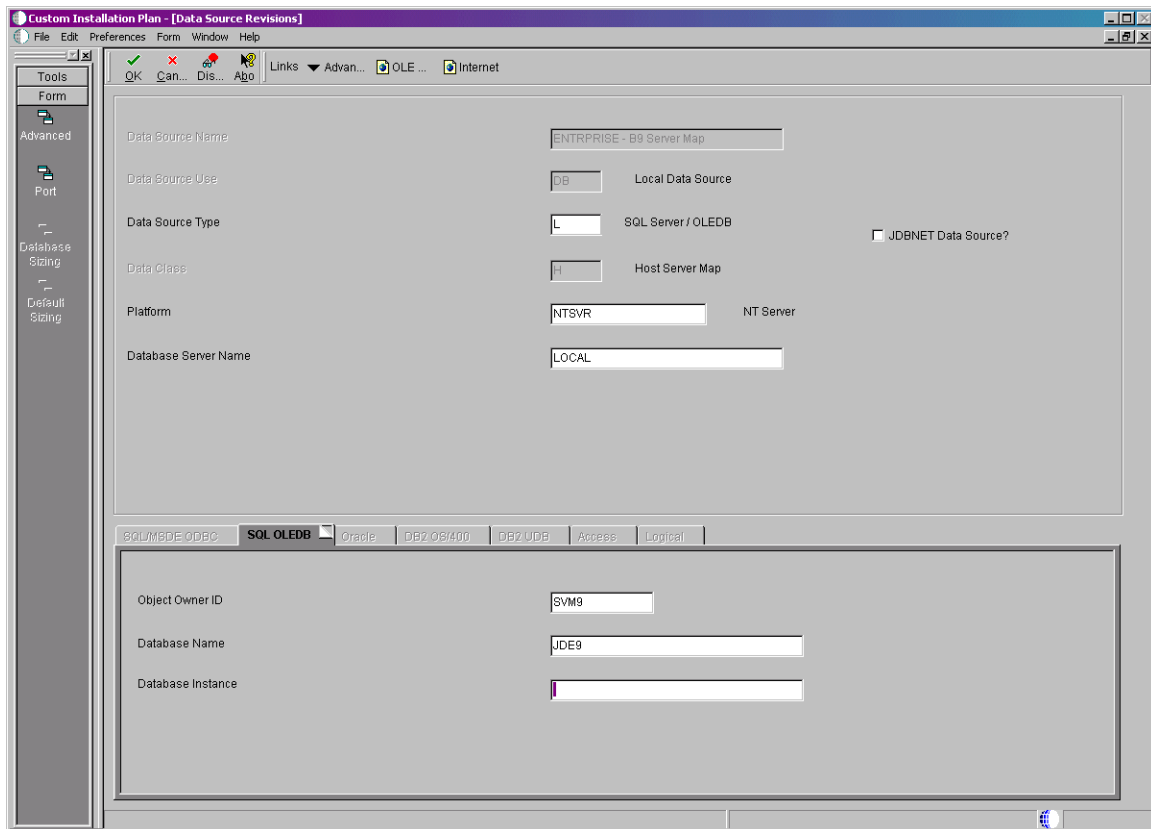 Custom Installation Plan - [Data Source Revisions]
File Edit Preferences Form Window Help
OK Can... Dis... Abo Links Advan... OLE ... Internet
Tools
Form
Advanced
Port
Database
Sizing
Default
Sizing
Data Source Name ENTRPRISE - B9 Server Map
Data Source Use DB Local Data Source
Data Source Type L SQL Server / OLEDB
JDBNET Data Source?
Data Class H Host Server Map
Platform NTSVR NT Server
Database Server Name LOCAL
SQL/MSDE ODBC SQL OLEDB Oracle DB2 OS/400 DB2 UDB Access Logical
Object Owner ID SVM9
Database Name JDE9
Database Instance